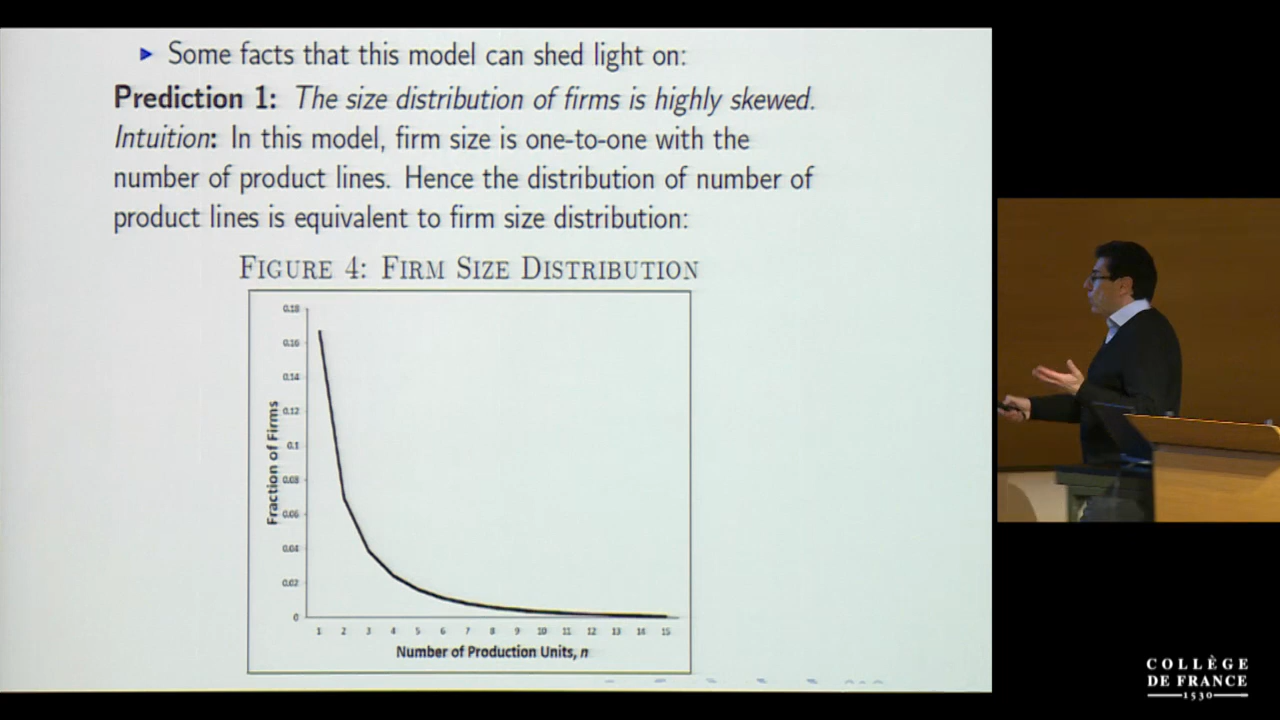 Some facts that this model can shed light on:
Prediction 1: The size distribution of firms is highly skewed.
Intuition: In this model, firm size is one-to-one with the
number of product lines. Hence the distribution of number of
product lines is equivalent to firm size distribution:
FIGURE 4: FIRM SIZE DISTRIBUTION
0.18
0.16
0.14
0.12
0.1
0.08
0.06
0.04
0.02
0
Fraction of Firms
1 2 3 4 5 6 7 8 9 10 11 12 13 14 15
Number of Production Units, n
COLLÈGE
DE FRANCE
1530